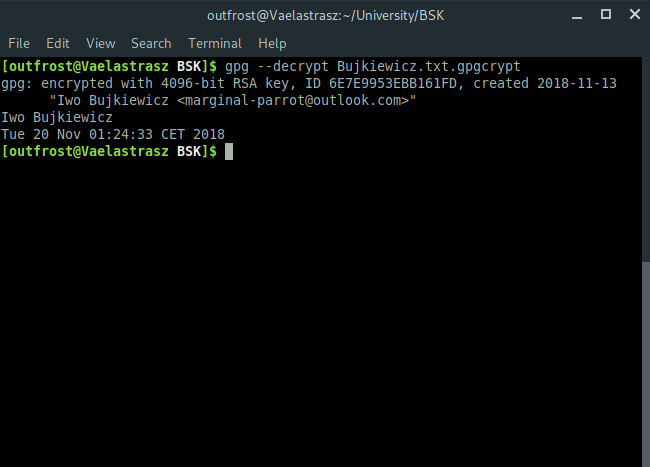 outfrost@Vaelastrasz:~/University/BSK
File Edit View Search Terminal Help
[outfrost@Vaelastrasz BSK]$ gpg --decrypt Bujkiewicz.txt.gpgcrypt
gpg: encrypted with 4096-bit RSA key, ID 6E7E9953EBB161FD, created 2018-11-13
"Iwo Bujkiewicz <marginal-parrot@outlook.com>"
Iwo Bujkiewicz
Tue 20 Nov 01:24:33 CET 2018
[outfrost@Vaelastrasz BSK]$